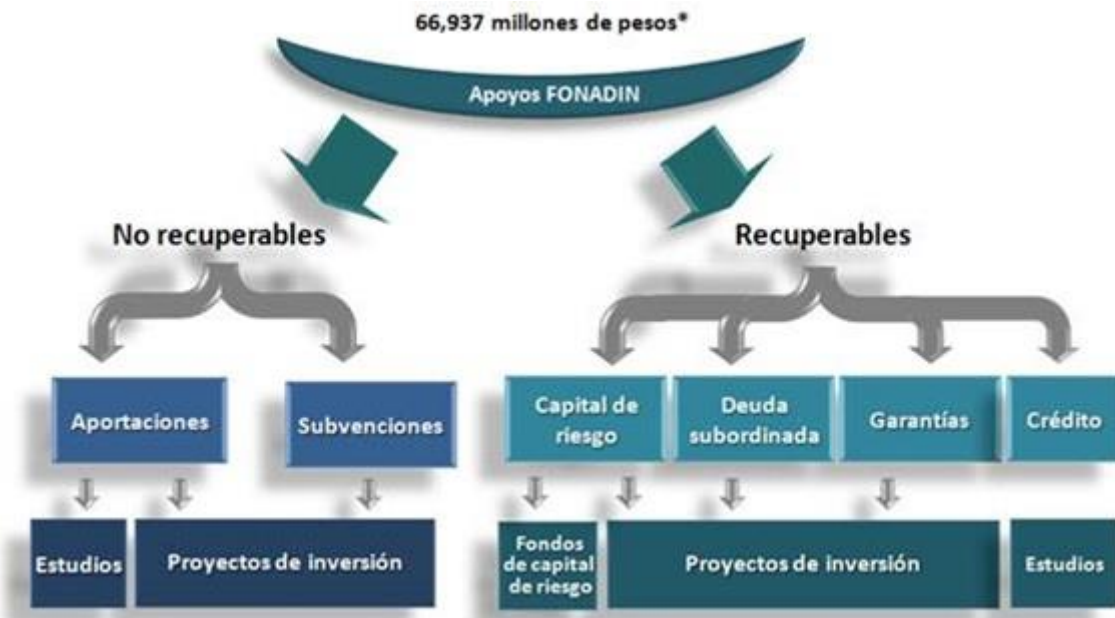 66,937 millones de pesos*
Apoyos FONADIN
No recuperables
Recuperables
Aportaciones
Subvenciones
Capital de
riesgo
Deuda
subordinada
Garantías
Crédito
Estudios
Proyectos de inversión
Fondos
de capital
de riesgo
Proyectos de inversión
Estudios